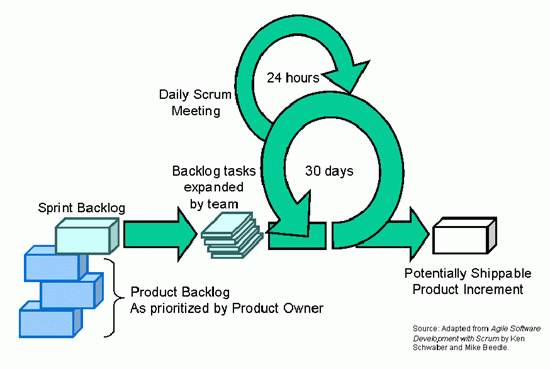 24 hours
Daily Scrum
Meeting
Backlog tasks
expanded
by team
30 days
Sprint Backlog
Potentially Shippable
Product Increment
Product Backlog
As prioritized by Product Owner
Source: Adapted from Agile Software
Development with Scrum by Ken
Schwaber and Mike Beedle.